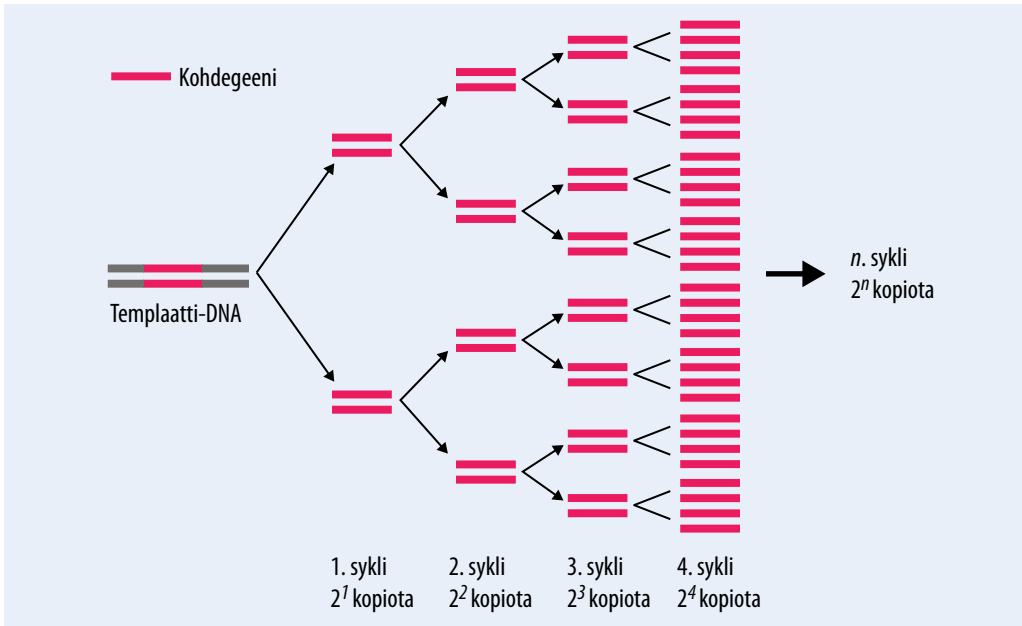 Kohdegeeni
Templaatti-DNA
n. sykli
2ⁿ kopiota
1. sykli
2¹ kopiota
2. sykli
2² kopiota
3. sykli
2³ kopiota
4. sykli
2⁴ kopiota